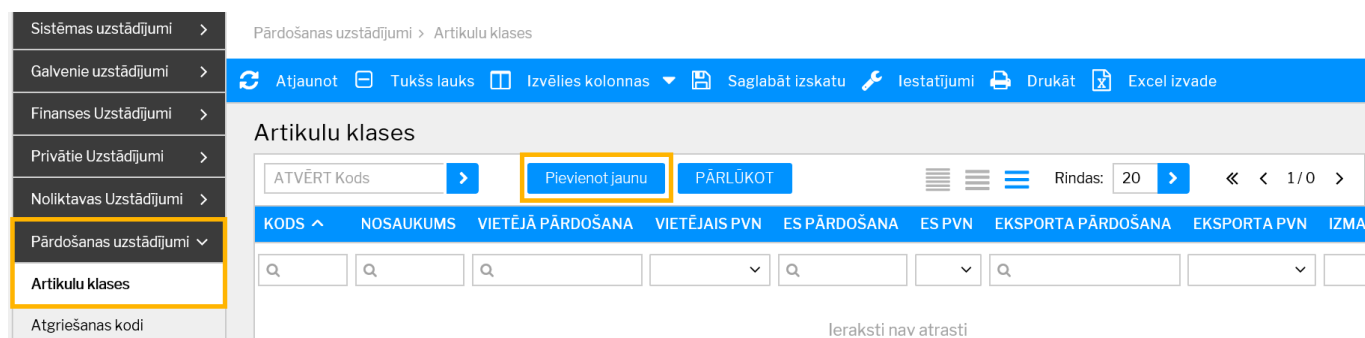 Sistēmas uzstādījumi
Galvenie uzstādījumi
Finanses Uzstādījumi
Privātie Uzstādījumi
Noliktavas Uzstādījumi
Pārdošanas uzstādījumi
Artikulu klases
Atgriešanas kodi
Pārdošanas uzstādījumi > Artikulu klases
Atjaunot Tukšs lauks Izvēlies kolonnas Saglabāt izskatu Iestatījumi Drukāt Excel izvade
Artikulu klases
ATVĒRT Kods Pievienot jaunu PĀRLŪKOT Rindas: 20 1/0
KODS NOSAUKUMS VIETĒJĀ PĀRDOŠANA VIETĒJAIS PVN ES PĀRDOŠANA ES PVN EKSPORTA PĀRDOŠANA EKSPORTA PVN IZMA
Ieraksti nav atrasti